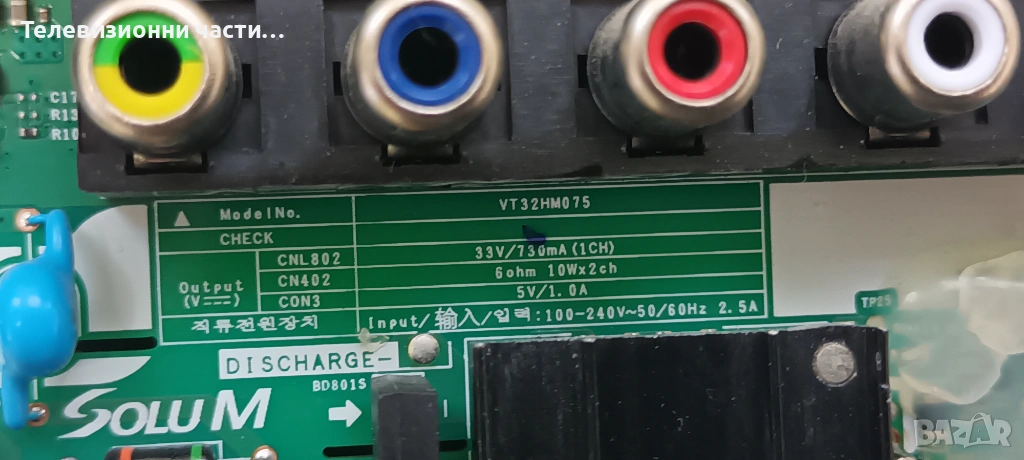 Телевизионни части...
C17
R13
R10
ModelNo. VT32HM075
CHECK
CNL802 33V/730mA(1CH)
Output (V⎓) CN402 6ohm 10Wx2ch
CON3 5V/1.0A
직류전원장치 Input/输入/입력:100-240V~50/60Hz 2.5A
TP25
DISCHARGE-
BD801S
SOLUM
BAZAR